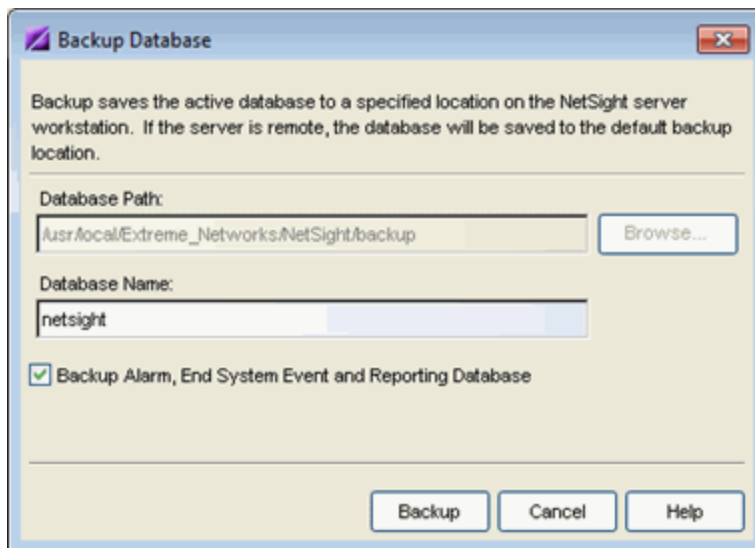 Backup Database
Backup saves the active database to a specified location on the NetSight server
workstation. If the server is remote, the database will be saved to the default backup
location.
Database Path:
/usr/local/Extreme_Networks/NetSight/backup
Browse...
Database Name:
netsight
Backup Alarm, End System Event and Reporting Database
Backup
Cancel
Help